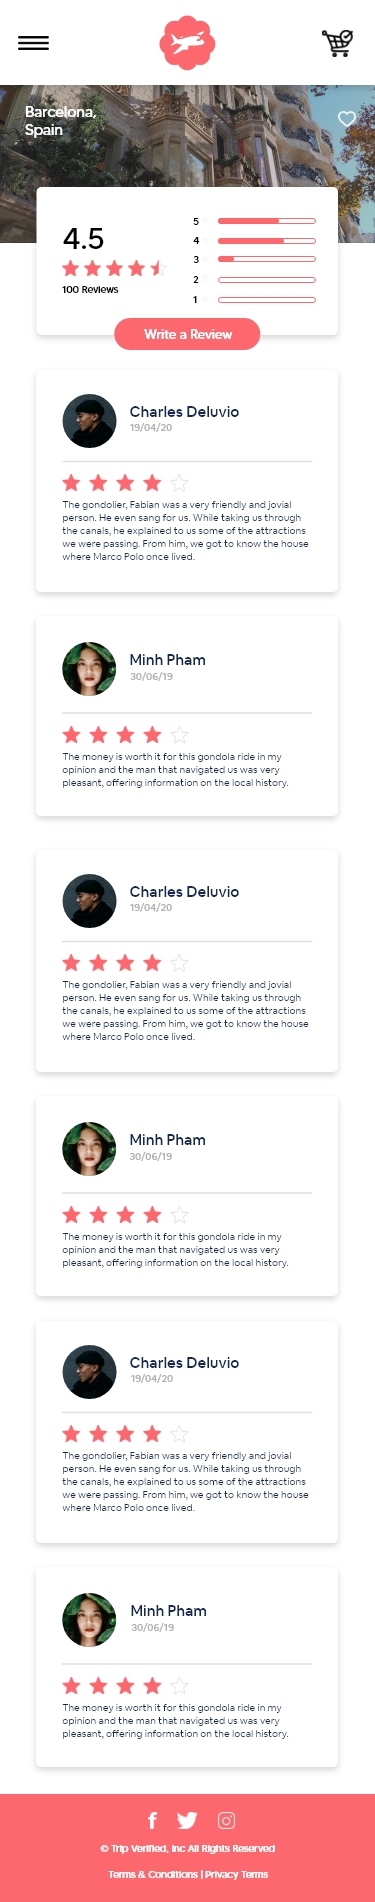 Barcelona,
Spain
4.5
100 Reviews
5
4
3
2
1
Write a Review
Charles Deluvio
19/04/20
The gondolier, Fabian was a very friendly and jovial
person. He even sang for us. While taking us through
the canals, he explained to us some of the attractions
we were passing. From him, we got to know the house
where Marco Polo once lived.
Minh Pham
30/06/19
The money is worth it for this gondola ride in my
opinion and the man that navigated us was very
pleasant, offering information on the local history.
Charles Deluvio
19/04/20
The gondolier, Fabian was a very friendly and jovial
person. He even sang for us. While taking us through
the canals, he explained to us some of the attractions
we were passing. From him, we got to know the house
where Marco Polo once lived.
Minh Pham
30/06/19
The money is worth it for this gondola ride in my
opinion and the man that navigated us was very
pleasant, offering information on the local history.
Charles Deluvio
19/04/20
The gondolier, Fabian was a very friendly and jovial
person. He even sang for us. While taking us through
the canals, he explained to us some of the attractions
we were passing. From him, we got to know the house
where Marco Polo once lived.
Minh Pham
30/06/19
The money is worth it for this gondola ride in my
opinion and the man that navigated us was very
pleasant, offering information on the local history.
© Trip Verified, Inc All Rights Reserved
Terms & Conditions | Privacy Terms